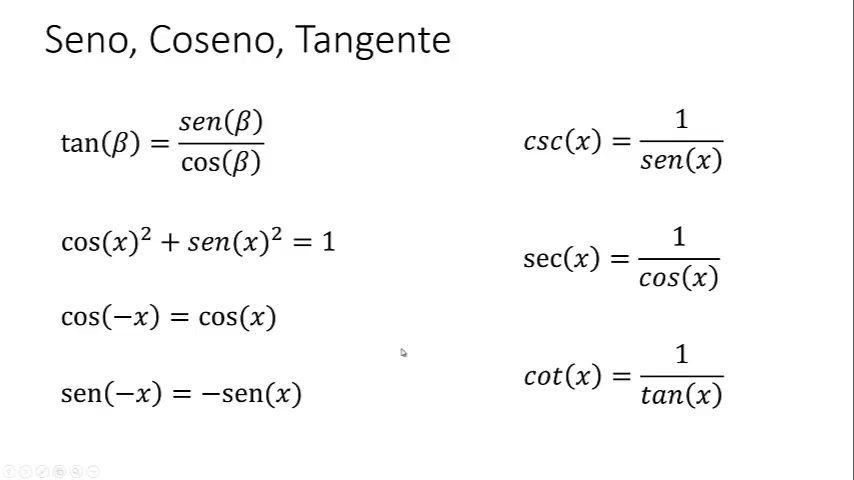 Seno, Coseno, Tangente
tan(β) = sen(β)/cos(β)
cos(x)² + sen(x)² = 1
cos(−x) = cos(x)
sen(−x) = −sen(x)
csc(x) = 1/sen(x)
sec(x) = 1/cos(x)
cot(x) = 1/tan(x)